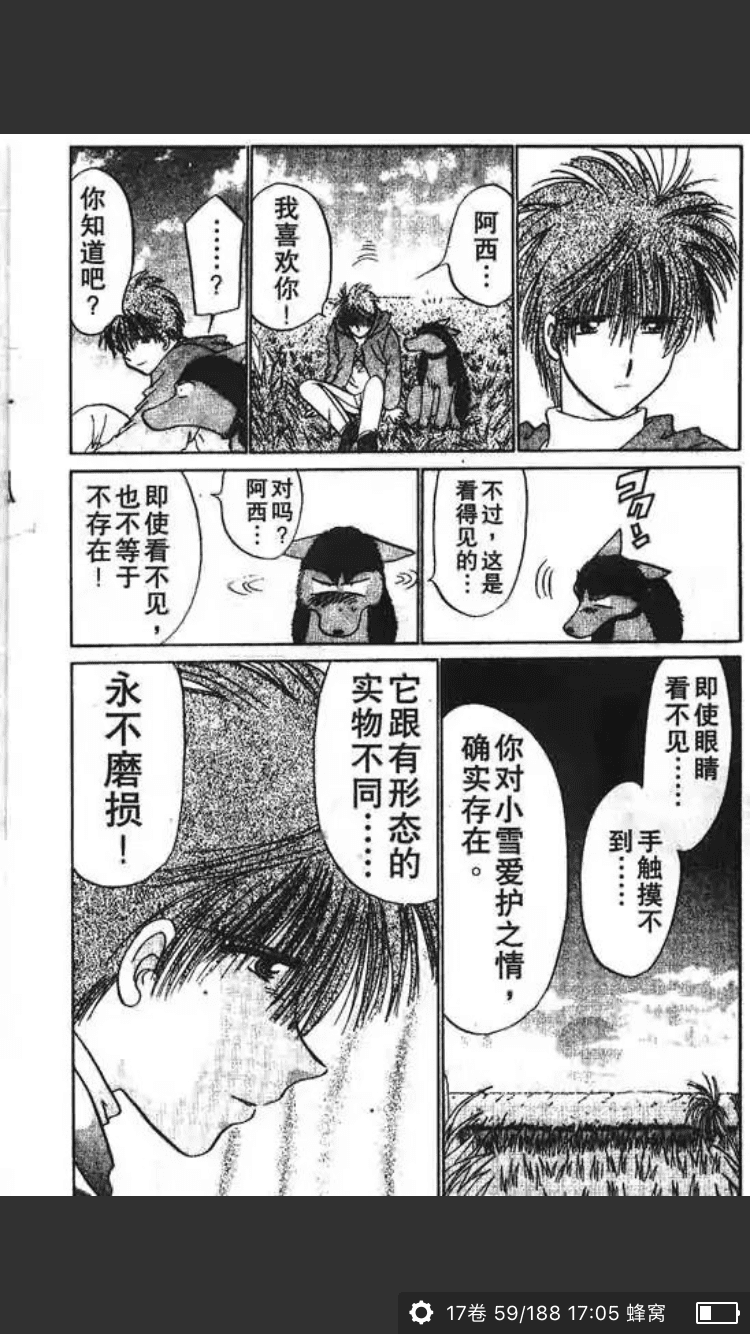 阿西…
我喜欢你！
……？
你知道吧？
コクッ!!
不过，这是
看得见的…
对吗？
阿西…
即使看不见，
也不等于
不存在！
即使眼睛
看不见……
手触摸不
到……
你对小雪爱护之情，
确实存在。
它跟有形态的
实物不同……
永不磨损！
17卷 59/188 17:05 蜂窝